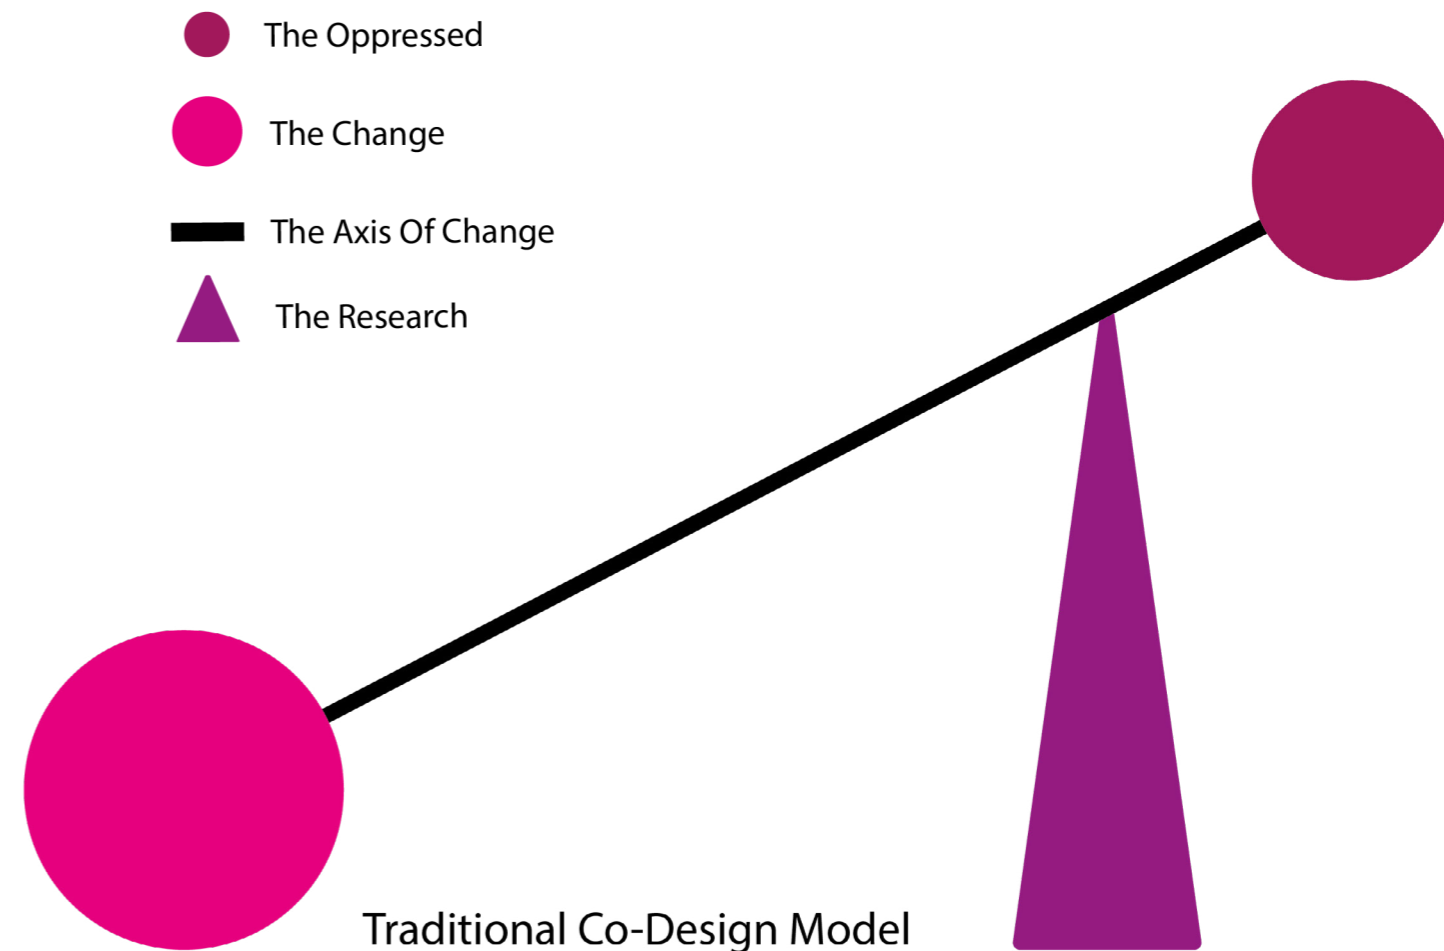 The Oppressed
The Change
The Axis Of Change
The Research
Traditional Co-Design Model